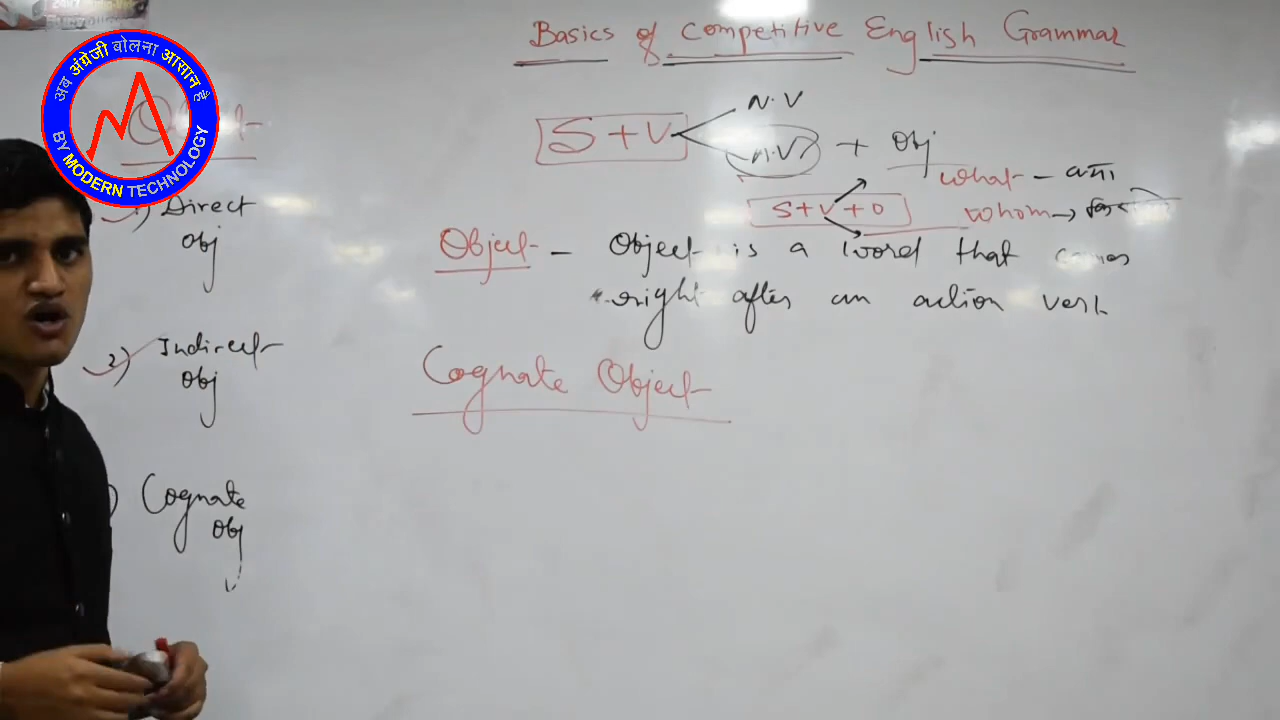 Basics of Competitive English Grammar
अब अंग्रेजी बोलना आसान है
BY MODERN TECHNOLOGY
S + V
M.V
+ Obj
what - क्या
S + V + O
whom → किसको
1) Direct
Obj
Object - Object is a word that comes
right after an action verb
2) Indirect
Obj
Cognate Object
Cognate
Obj